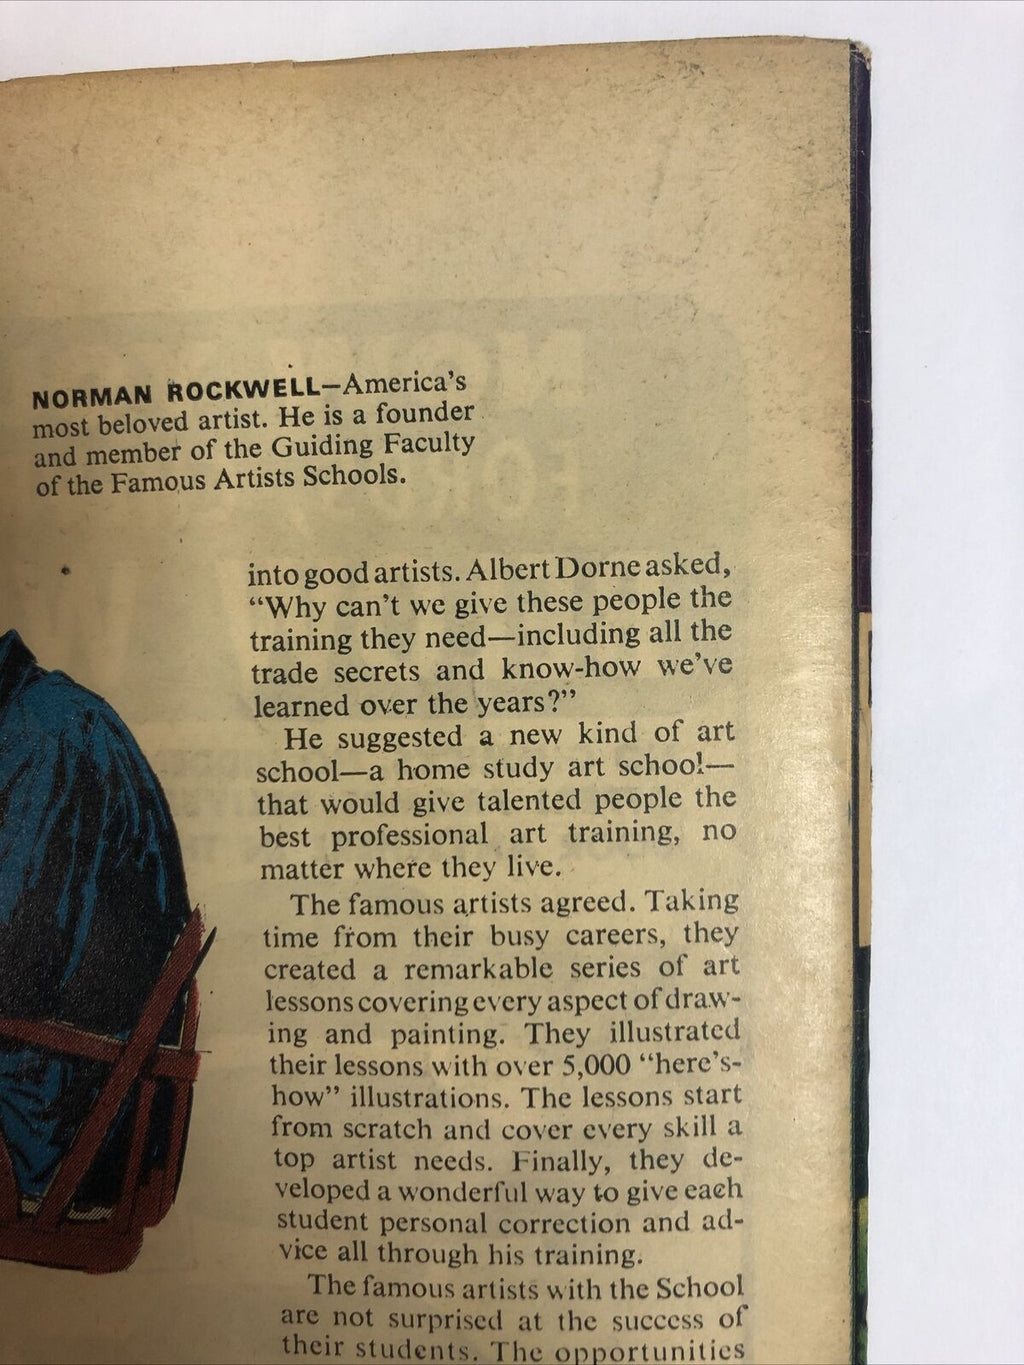 NORMAN ROCKWELL—America's
most beloved artist. He is a founder
and member of the Guiding Faculty
of the Famous Artists Schools.
into good artists. Albert Dorne asked,
“Why can't we give these people the
training they need—including all the
trade secrets and know-how we've
learned over the years?”
He suggested a new kind of art
school—a home study art school—
that would give talented people the
best professional art training, no
matter where they live.
The famous artists agreed. Taking
time from their busy careers, they
created a remarkable series of art
lessons covering every aspect of draw-
ing and painting. They illustrated
their lessons with over 5,000 “here's-
how” illustrations. The lessons start
from scratch and cover every skill a
top artist needs. Finally, they de-
veloped a wonderful way to give each
student personal correction and ad-
vice all through his training.
The famous artists with the School
are not surprised at the success of
their students. The opportunities